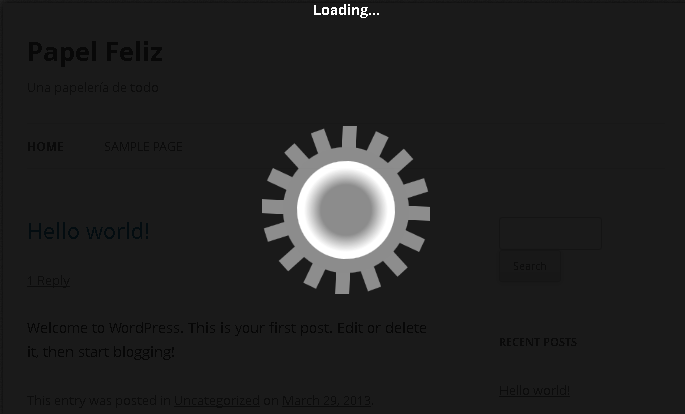 Loading...
Papel Feliz
Una papelería de todo
HOME SAMPLE PAGE
Hello world!
1 Reply
Search
Welcome to WordPress. This is your first post. Edit or delete
it, then start blogging!
RECENT POSTS
Hello world!
This entry was posted in Uncategorized on March 29, 2013.